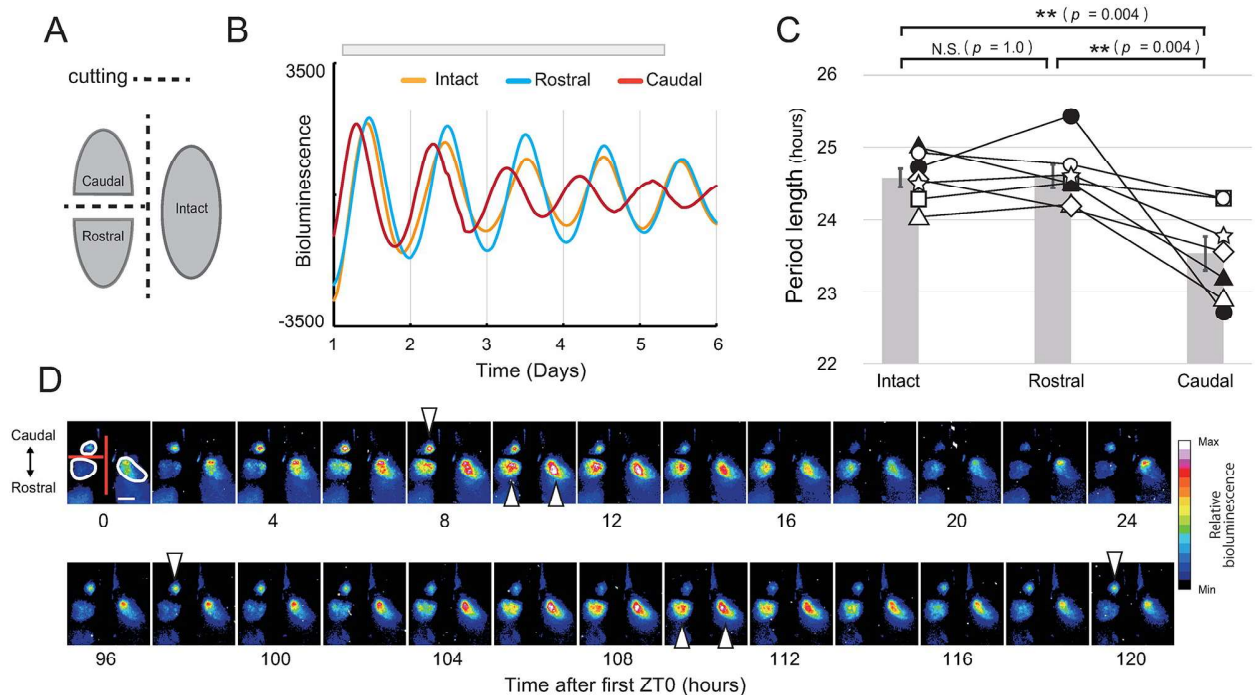 A
cutting
Caudal
Rostral
Intact
B
3500
Intact
Rostral
Caudal
Bioluminescence
-3500
1
2
3
4
5
6
Time (Days)
C
** ( p = 0.004 )
N.S. ( p = 1.0 )
** ( p = 0.004 )
26
25
24
23
22
Period length (hours)
Intact
Rostral
Caudal
D
Caudal
Rostral
0
4
8
12
16
20
24
96
100
104
108
112
116
120
Time after first ZT0 (hours)
Max
Relative
bioluminescence
Min